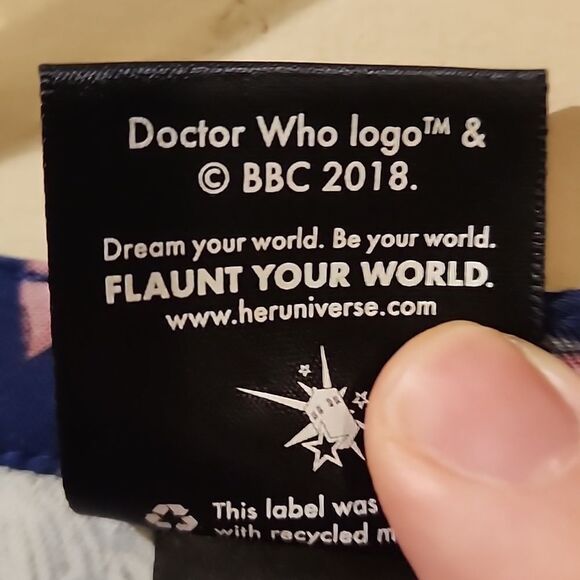 Doctor Who logo™ &
© BBC 2018.
Dream your world. Be your world.
FLAUNT YOUR WORLD.
www.heruniverse.com
This label was
with recycled